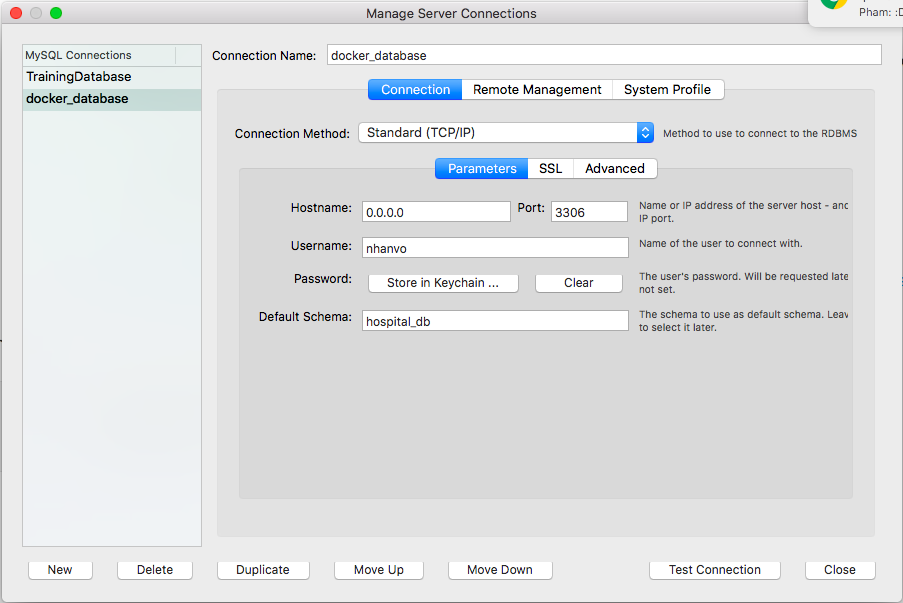 Manage Server Connections
Pham: :D
MySQL Connections
TrainingDatabase
docker_database
Connection Name: docker_database
Connection Remote Management System Profile
Connection Method: Standard (TCP/IP) Method to use to connect to the RDBMS
Parameters SSL Advanced
Hostname: 0.0.0.0 Port: 3306 Name or IP address of the server host - and
IP port.
Username: nhanvo Name of the user to connect with.
Password: Store in Keychain ... Clear The user's password. Will be requested late
not set.
Default Schema: hospital_db The schema to use as default schema. Leav
to select it later.
New Delete Duplicate Move Up Move Down Test Connection Close